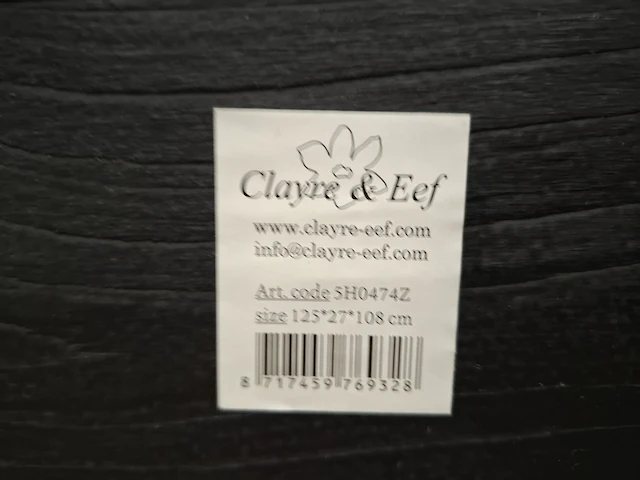 Clayre & Eef
www.clayre-eef.com
info@clayre-eef.com
Art. code 5H0474Z
size 125*27*108 cm
8 717459 769328